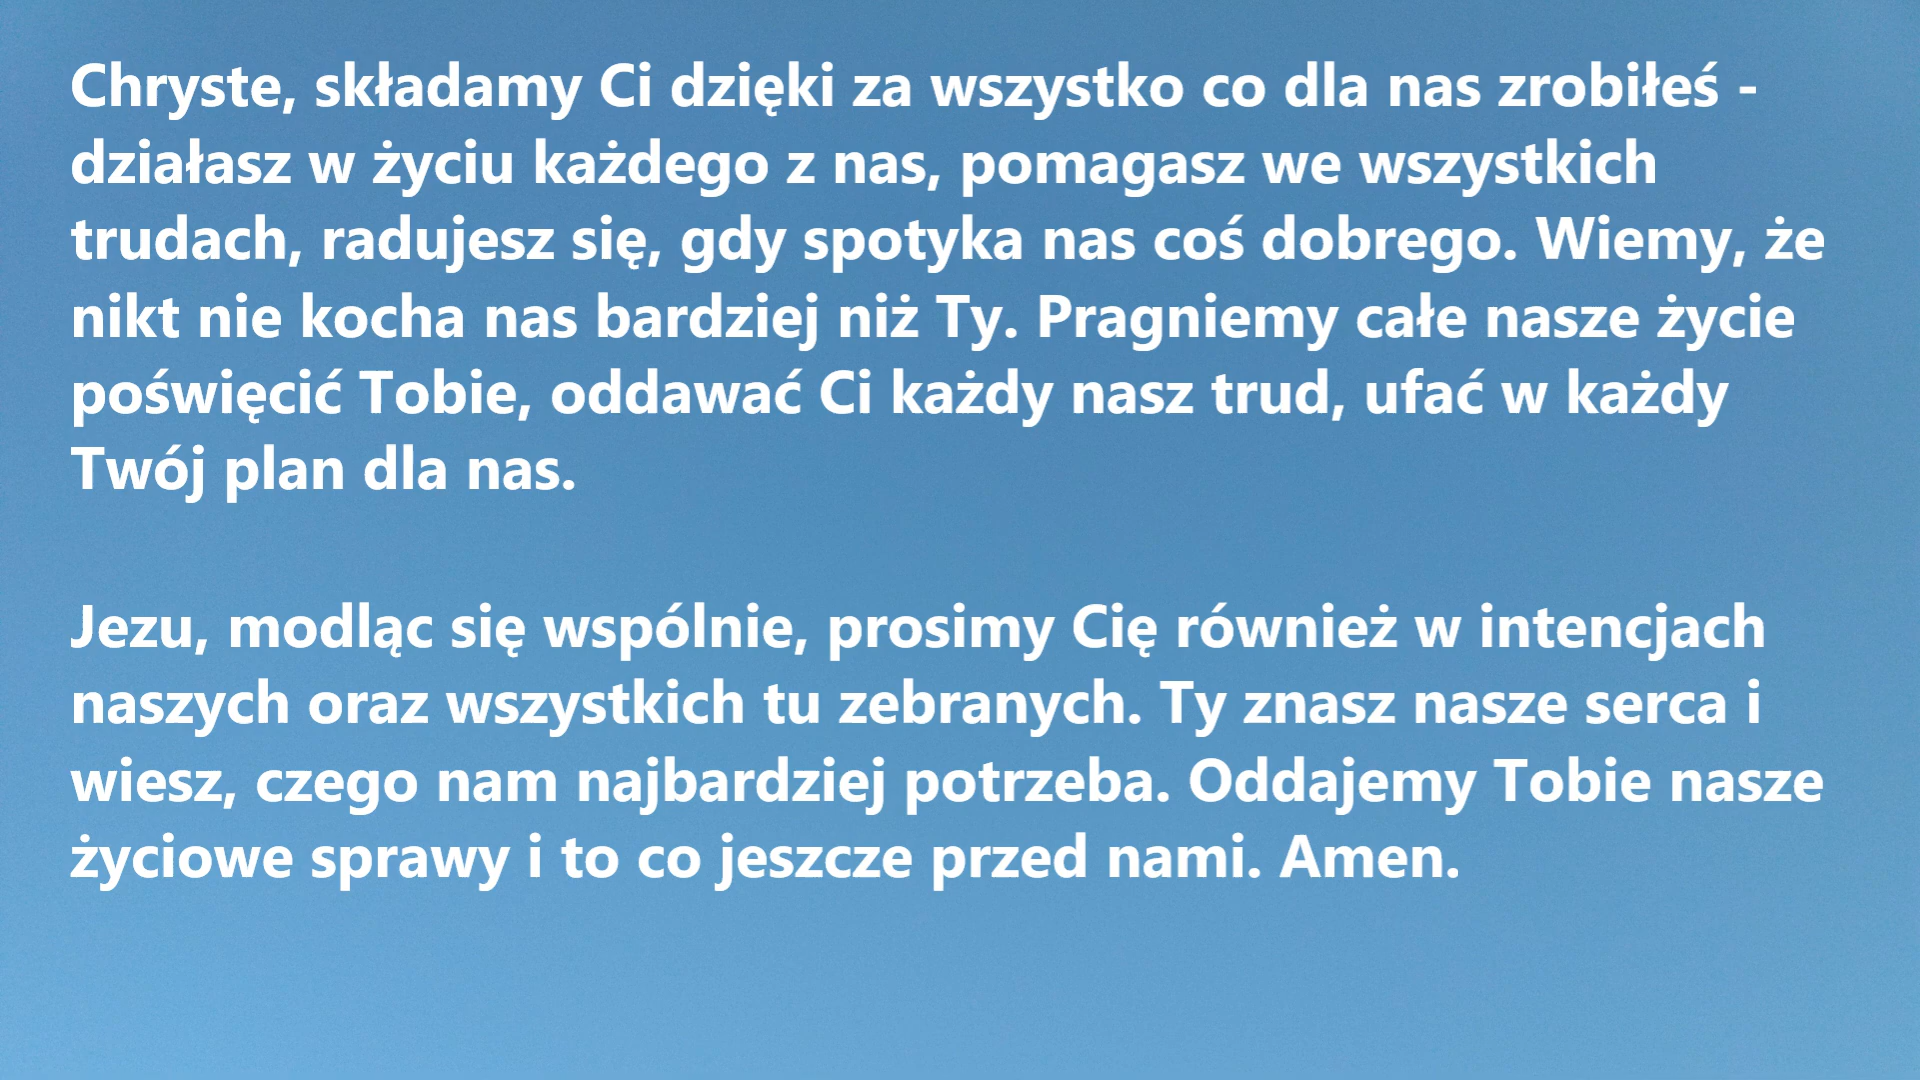 Chryste, składamy Ci dzięki za wszystko co dla nas zrobiłeś -
działasz w życiu każdego z nas, pomagasz we wszystkich
trudach, radujesz się, gdy spotyka nas coś dobrego. Wiemy, że
nikt nie kocha nas bardziej niż Ty. Pragniemy całe nasze życie
poświęcić Tobie, oddawać Ci każdy nasz trud, ufać w każdy
Twój plan dla nas.

Jezu, modląc się wspólnie, prosimy Cię również w intencjach
naszych oraz wszystkich tu zebranych. Ty znasz nasze serca i
wiesz, czego nam najbardziej potrzeba. Oddajemy Tobie nasze
życiowe sprawy i to co jeszcze przed nami. Amen.